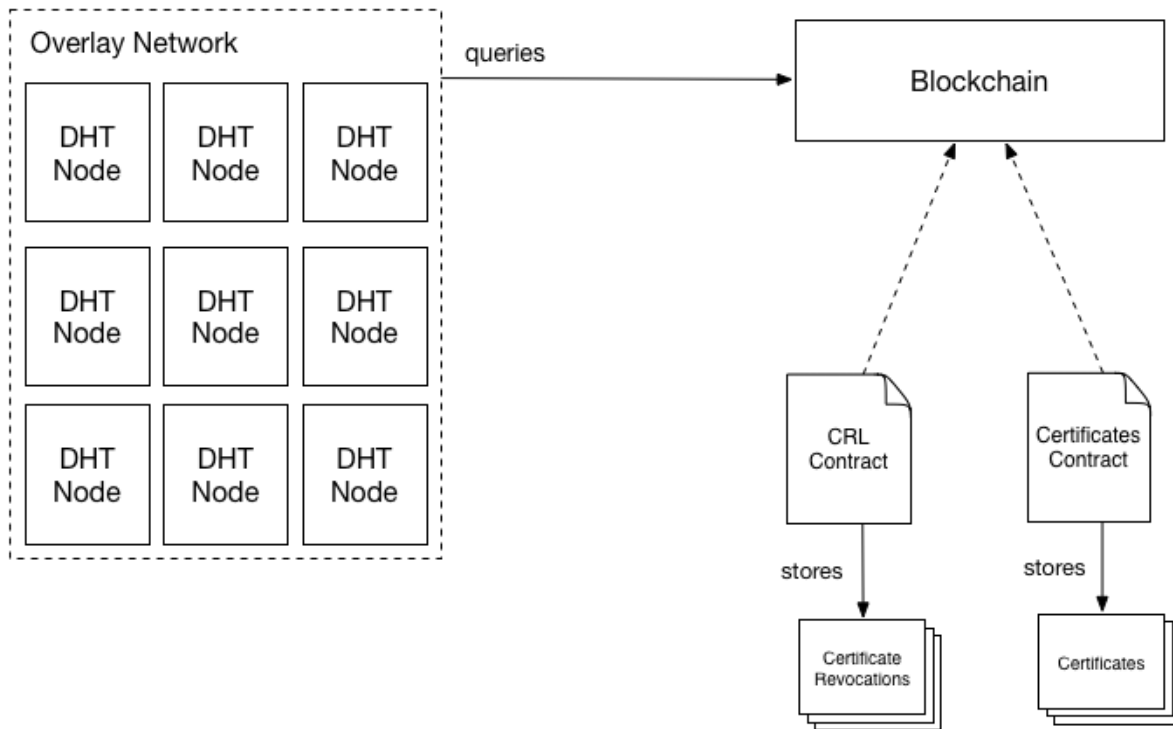 Overlay Network
queries
Blockchain
DHT
Node
DHT
Node
DHT
Node
DHT
Node
DHT
Node
DHT
Node
DHT
Node
DHT
Node
DHT
Node
CRL
Contract
Certificates
Contract
stores
stores
Certificate
Revocations
Certificates